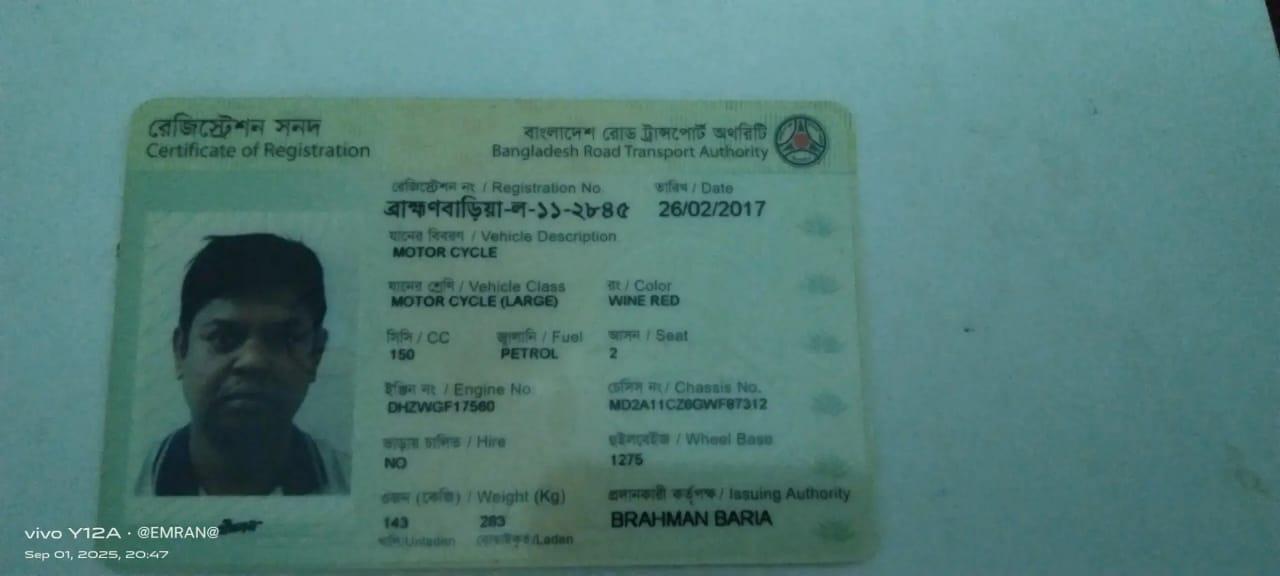 রেজিস্ট্রেশন সনদ
Certificate of Registration
বাংলাদেশ রোড ট্রান্সপোর্ট অথরিটি
Bangladesh Road Transport Authority
রেজিস্ট্রেশন নং / Registration No.
তারিখ / Date
ব্রাহ্মণবাড়িয়া-ল-১১-২৮৪৫
26/02/2017
যানের বিবরণ / Vehicle Description
MOTOR CYCLE
যানের শ্রেণি / Vehicle Class
রং / Color
MOTOR CYCLE (LARGE)
WINE RED
সিসি / CC
জ্বালানি / Fuel
আসন / Seat
150
PETROL
2
ইঞ্জিন নং / Engine No.
চেসিস নং / Chassis No.
DHZWGF17560
MD2A11CZ6GWF87312
ভাড়ায় চালিত / Hire
হুইলবেইজ / Wheel Base
NO
1275
ওজন (কেজি) / Weight (Kg)
প্রদানকারী কর্তৃপক্ষ / Issuing Authority
143
283
BRAHMAN BARIA
খালি/Unladen
বোঝাইকৃত/Laden
vivo Y12A · @EMRAN@
Sep 01, 2025, 20:47